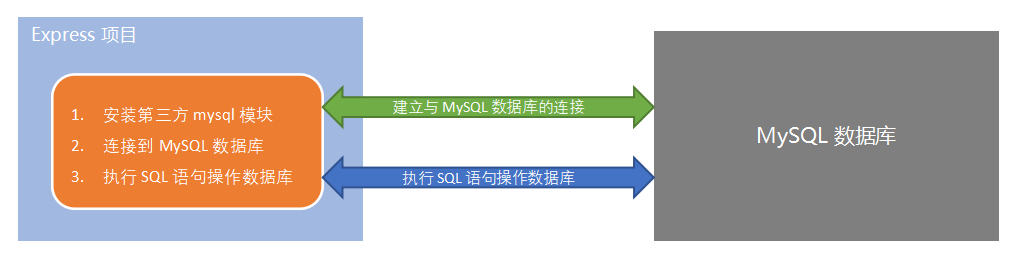 Express 项目
1. 安装第三方 mysql 模块
2. 连接到 MySQL 数据库
3. 执行 SQL 语句操作数据库
建立与 MySQL 数据库的连接
执行 SQL 语句操作数据库
MySQL 数据库